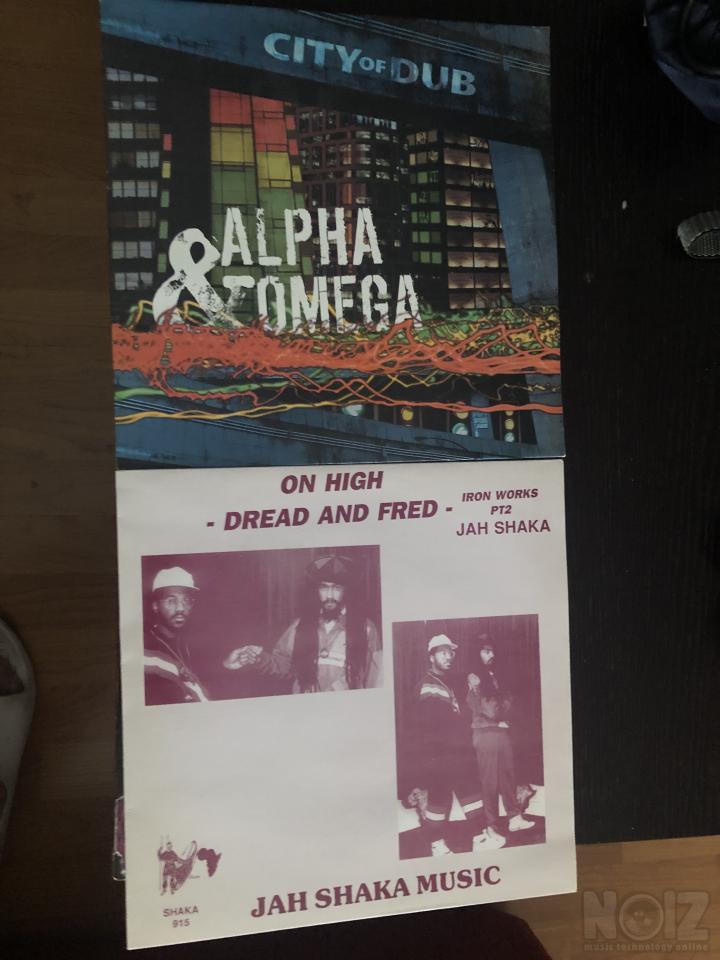 CITY OF DUB
ALPHA
& OMEGA
ON HIGH
- DREAD AND FRED -
IRON WORKS
PT2
JAH SHAKA
SHAKA
915
JAH SHAKA MUSIC
NOIZ
music technology online